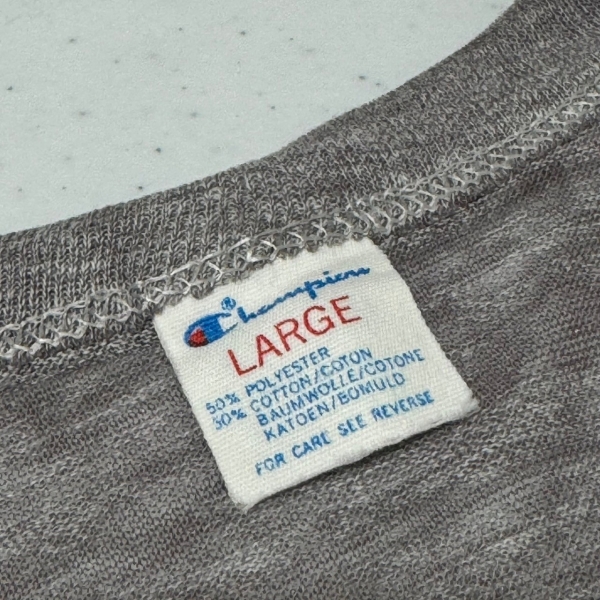 Champion®
LARGE
50% POLYESTER
50% COTTON/COTON
BAUMWOLLE/COTONE
KATOEN/BOMULD
FOR CARE SEE REVERSE